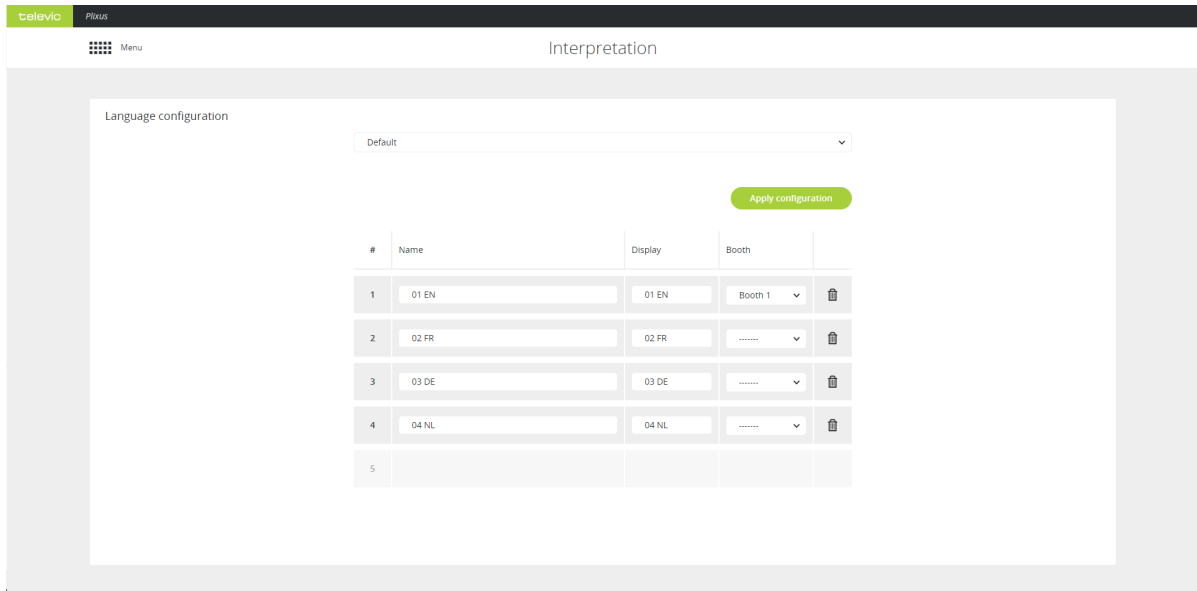 televic Plixus
Menu
Interpretation
Language configuration
Default
Apply configuration
# Name Display Booth
1 01 EN 01 EN Booth 1
2 02 FR 02 FR -------
3 03 DE 03 DE -------
4 04 NL 04 NL -------
5